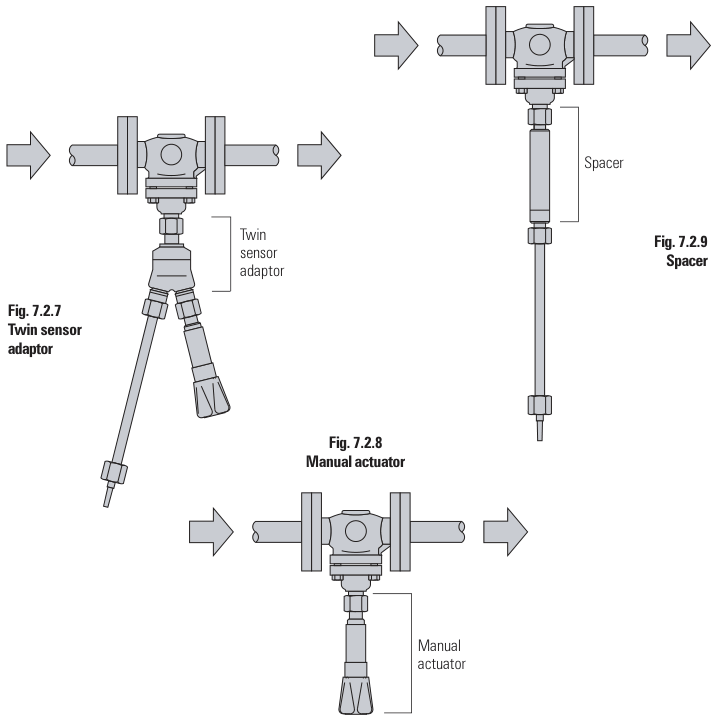 Spacer
Fig. 7.2.9
Spacer
Twin
sensor
adaptor
Fig. 7.2.7
Twin sensor
adaptor
Fig. 7.2.8
Manual actuator
Manual
actuator